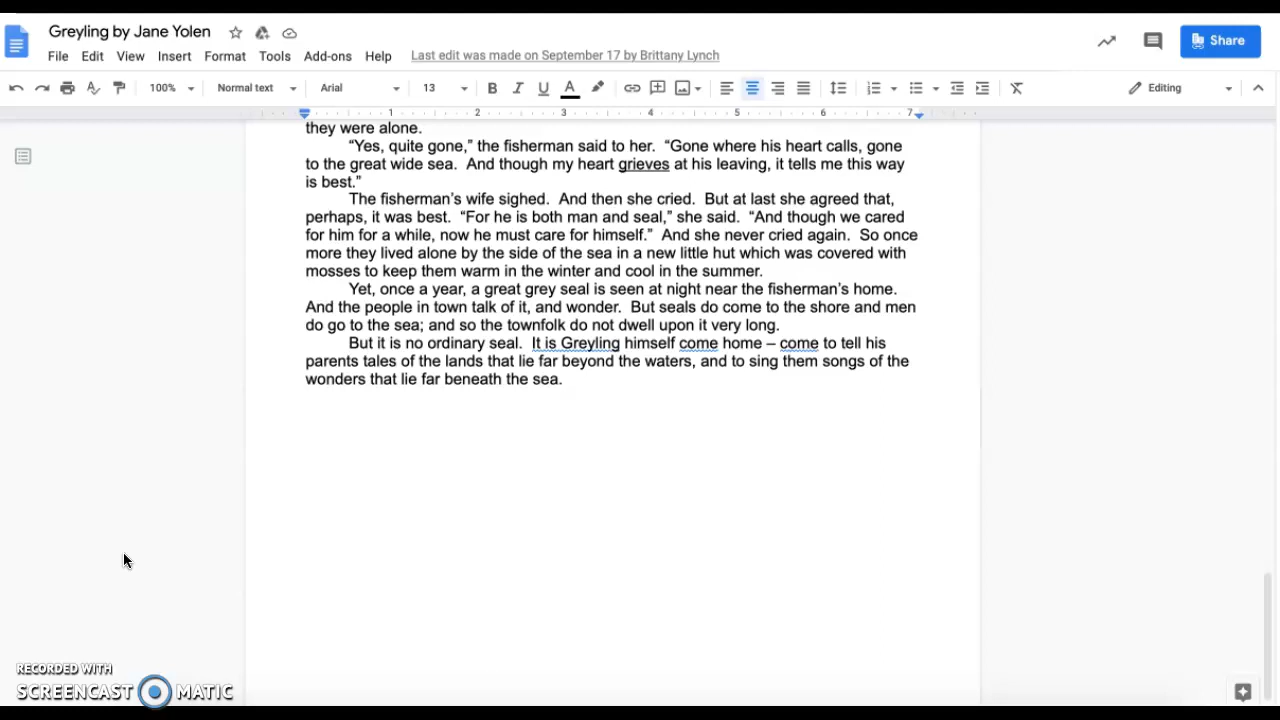 Greyling by Jane Yolen
File Edit View Insert Format Tools Add-ons Help Last edit was made on September 17 by Brittany Lynch
Share
100% Normal text Arial 13 B I U A Editing
1 2 3 4 5 6 7
they were alone.
“Yes, quite gone,” the fisherman said to her. “Gone where his heart calls, gone
to the great wide sea. And though my heart grieves at his leaving, it tells me this way
is best.”
The fisherman’s wife sighed. And then she cried. But at last she agreed that,
perhaps, it was best. “For he is both man and seal,” she said. “And though we cared
for him for a while, now he must care for himself.” And she never cried again. So once
more they lived alone by the side of the sea in a new little hut which was covered with
mosses to keep them warm in the winter and cool in the summer.
Yet, once a year, a great grey seal is seen at night near the fisherman’s home.
And the people in town talk of it, and wonder. But seals do come to the shore and men
do go to the sea; and so the townfolk do not dwell upon it very long.
But it is no ordinary seal. It is Greyling himself come home – come to tell his
parents tales of the lands that lie far beyond the waters, and to sing them songs of the
wonders that lie far beneath the sea.
RECORDED WITH
SCREENCAST MATIC